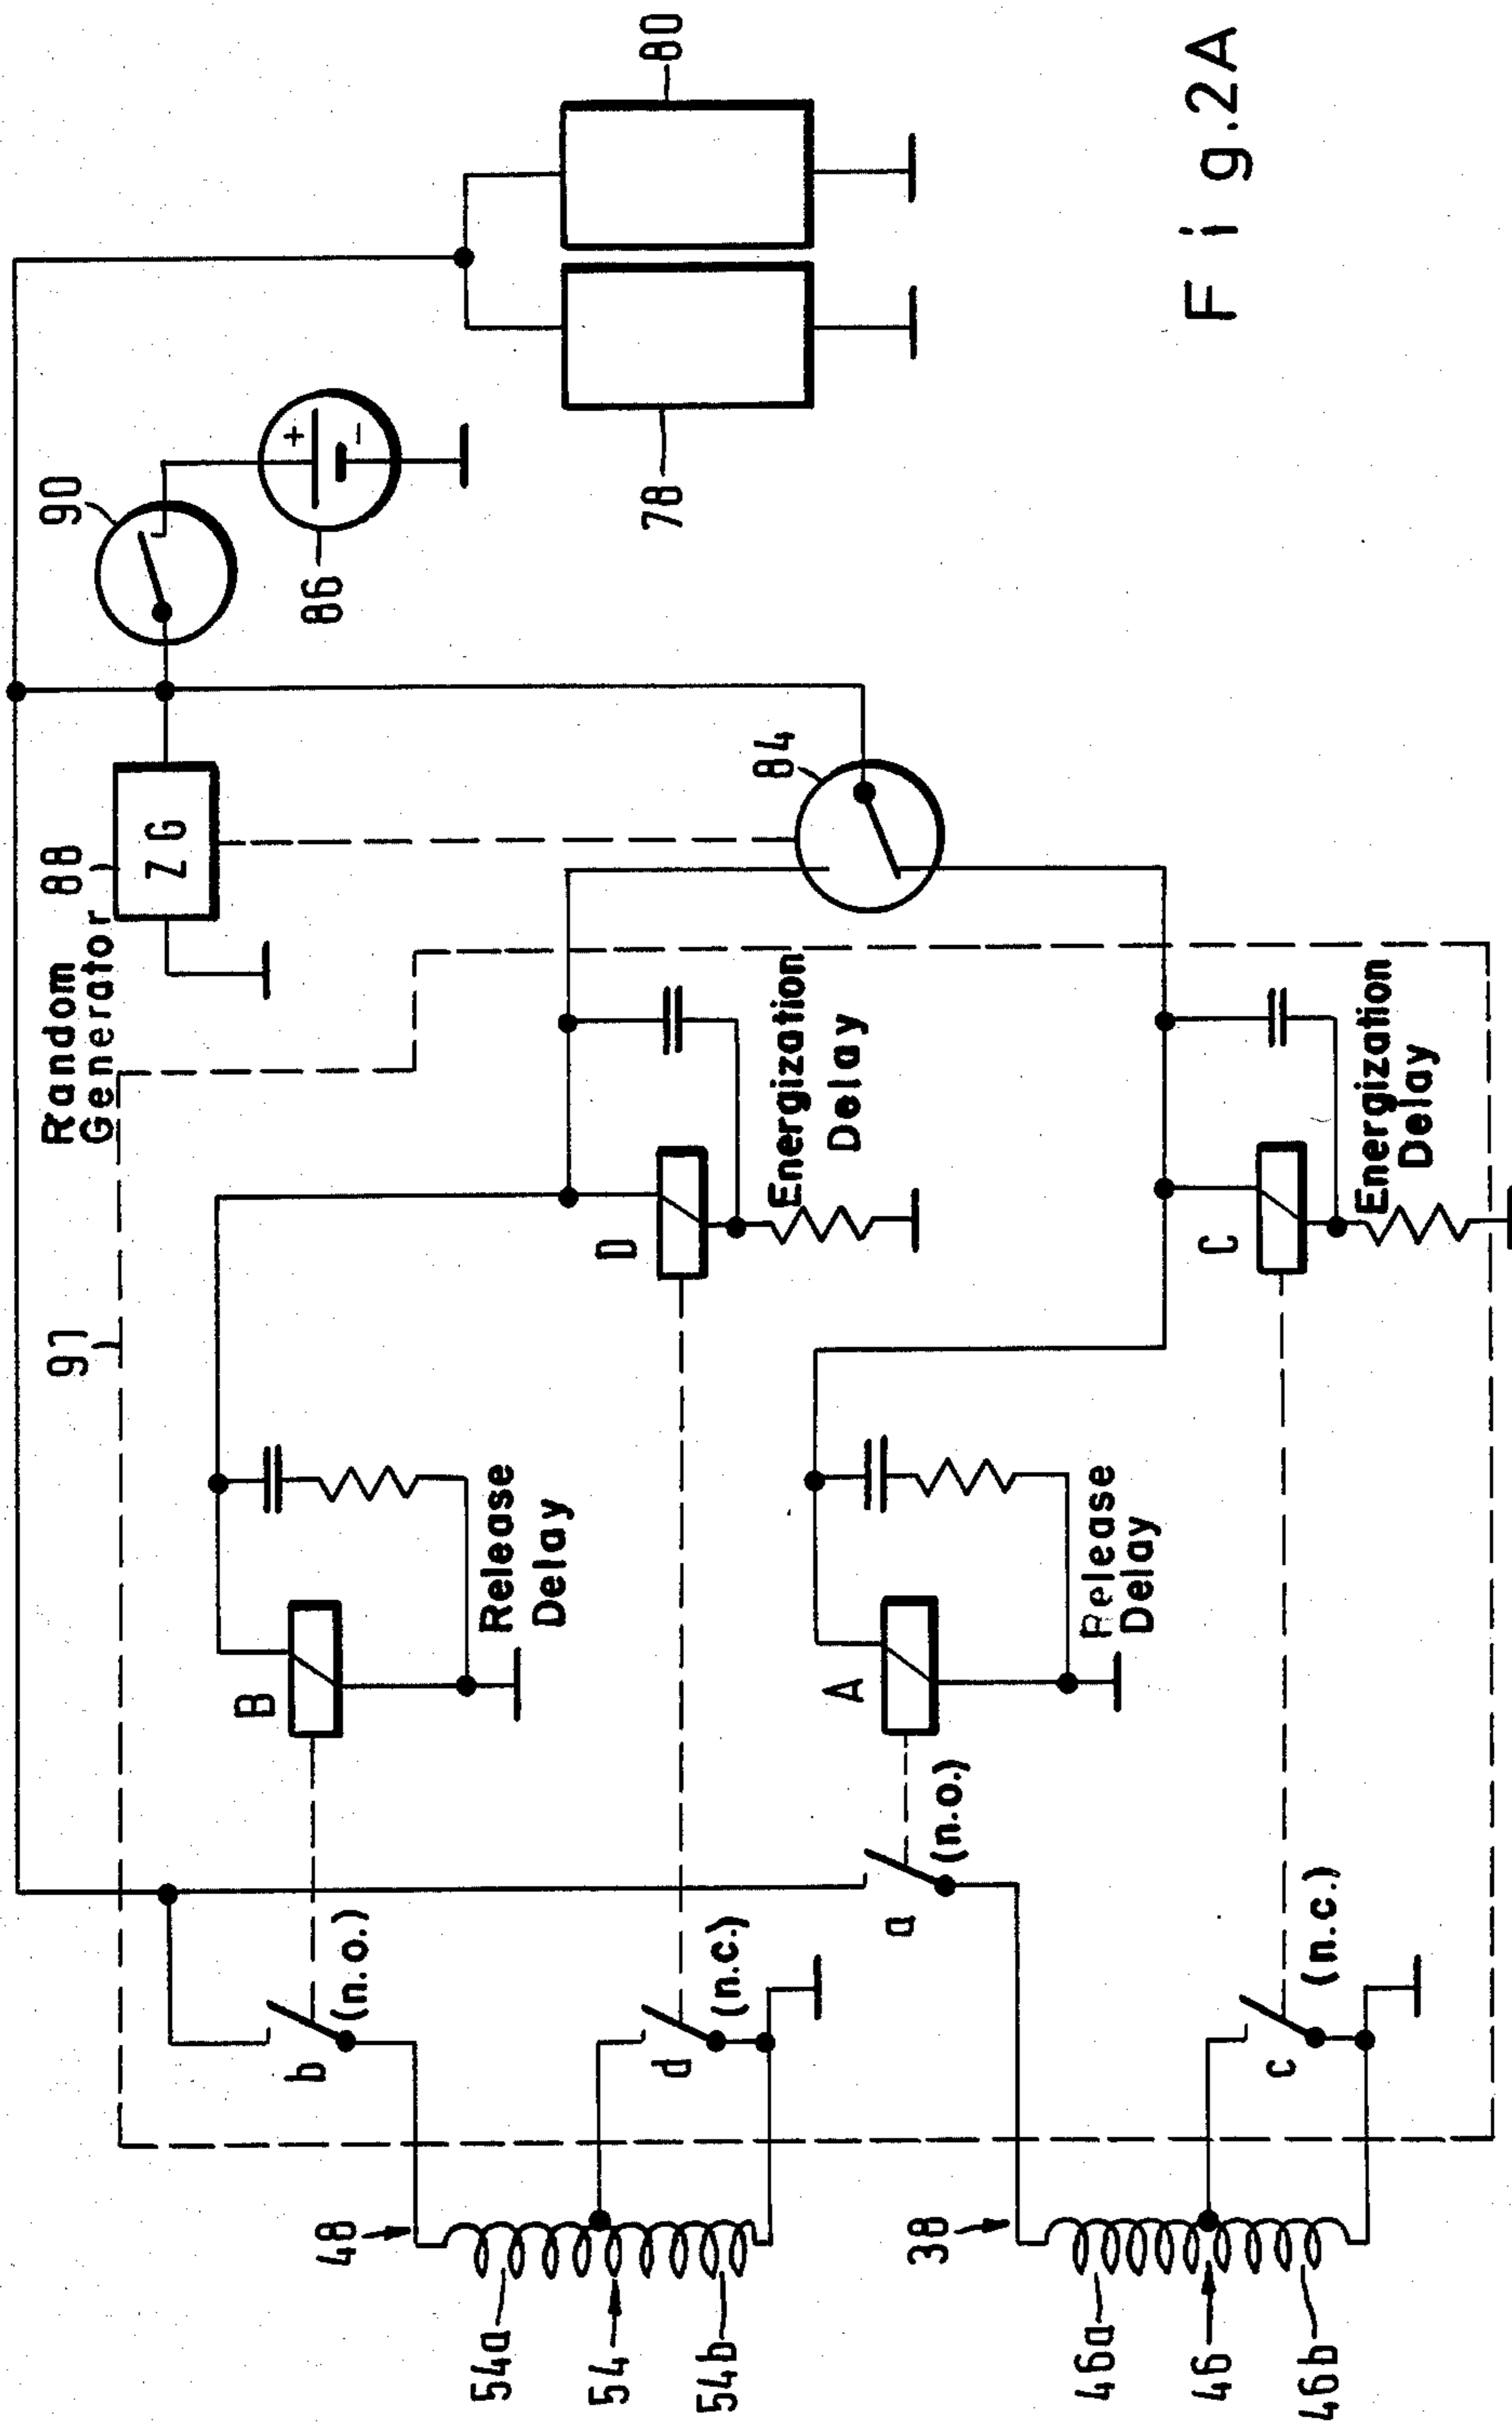 80
90
+
−
86
78
Fig.2A
Random
Generator
88
ZG
84
91
Energization
Delay
D
Energization
Delay
C
B
Release
Delay
A
Release
Delay
b
(n.o.)
d
(n.c.)
a
(n.o.)
c
(n.c.)
48
54a
54
54b
38
46a
46
46b